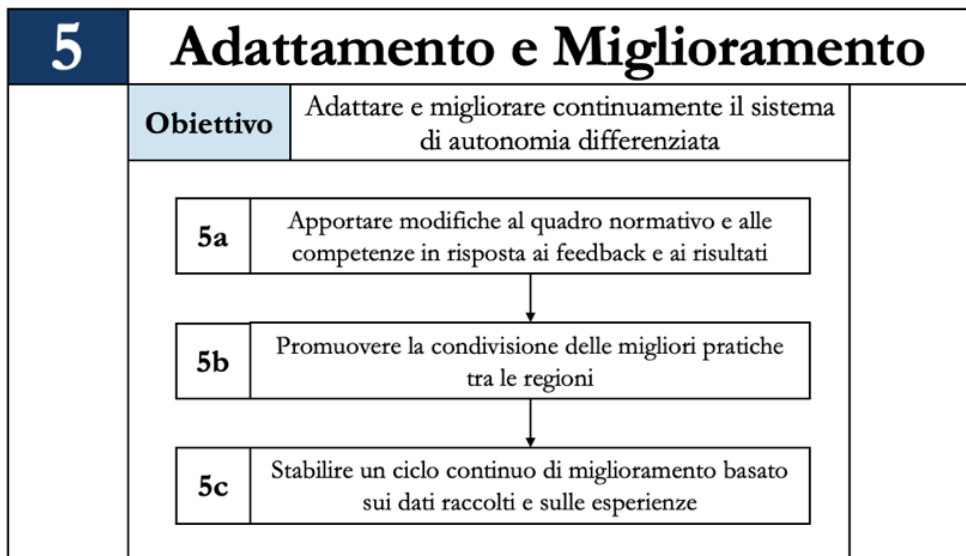 5
Adattamento e Miglioramento
Obiettivo
Adattare e migliorare continuamente il sistema
di autonomia differenziata
5a
Apportare modifiche al quadro normativo e alle
competenze in risposta ai feedback e ai risultati
5b
Promuovere la condivisione delle migliori pratiche
tra le regioni
5c
Stabilire un ciclo continuo di miglioramento basato
sui dati raccolti e sulle esperienze